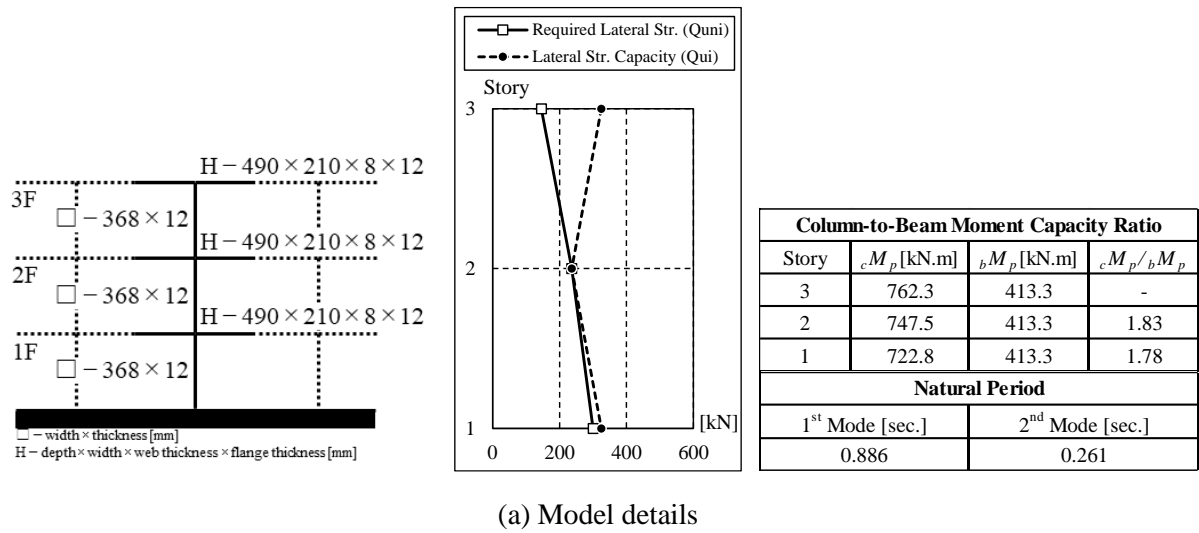 H－490×210×8×12
3F
□－368×12
H－490×210×8×12
2F
□－368×12
H－490×210×8×12
1F
□－368×12
□－width×thickness[mm]
H－depth×width×web thickness×flange thickness[mm]
Required Lateral Str. (Quni)
Lateral Str. Capacity (Qui)
Story
3
2
1
[kN]
0 200 400 600
Column-to-Beam Moment Capacity Ratio
Story cMp[kN.m] bMp[kN.m] cMp/bMp
3 762.3 413.3 -
2 747.5 413.3 1.83
1 722.8 413.3 1.78
Natural Period
1st Mode [sec.] 2nd Mode [sec.]
0.886 0.261
0 200 400 600
(a) Model details